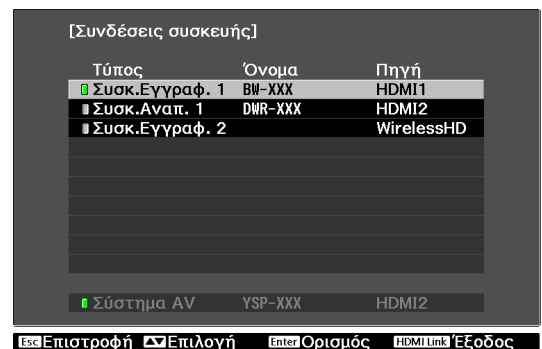 [Συνδέσεις συσκευής]
Τύπος Όνομα Πηγή
Συσκ.Εγγραφ. 1 BW-XXX HDMI1
Συσκ.Αναπ. 1 DWR-XXX HDMI2
Συσκ.Εγγραφ. 2 WirelessHD
Σύστημα AV YSP-XXX HDMI2
Esc Επιστροφή Επιλογή Enter Ορισμός HDMI Link Έξοδος